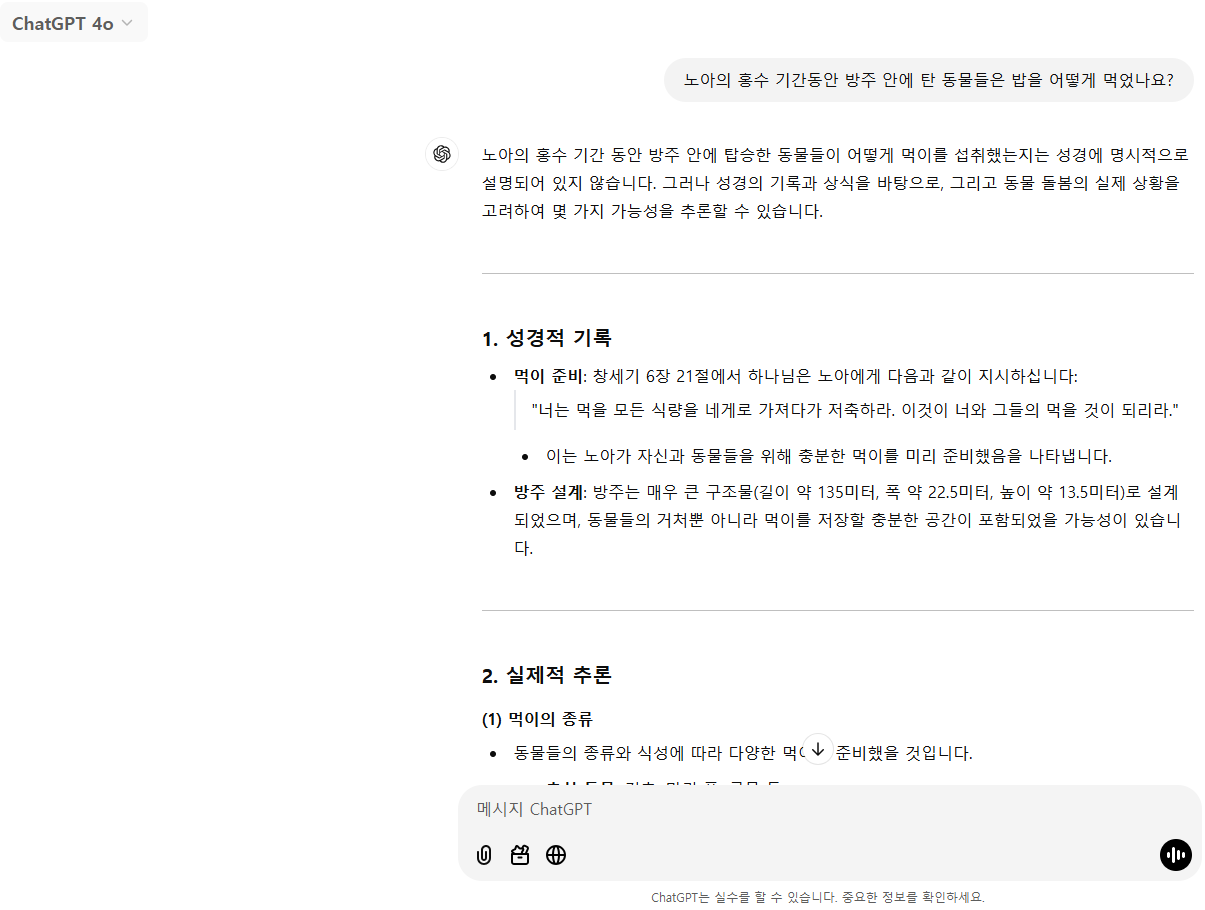 ChatGPT 4o
노아의 홍수 기간동안 방주 안에 탄 동물들은 밥을 어떻게 먹었나요?
노아의 홍수 기간 동안 방주 안에 탑승한 동물들이 어떻게 먹이를 섭취했는지는 성경에 명시적으로
설명되어 있지 않습니다. 그러나 성경의 기록과 상식을 바탕으로, 그리고 동물 돌봄의 실제 상황을
고려하여 몇 가지 가능성을 추론할 수 있습니다.
1. 성경적 기록
• 먹이 준비: 창세기 6장 21절에서 하나님은 노아에게 다음과 같이 지시하십니다:
"너는 먹을 모든 식량을 네게로 가져다가 저축하라. 이것이 너와 그들의 먹을 것이 되리라."
• 이는 노아가 자신과 동물들을 위해 충분한 먹이를 미리 준비했음을 나타냅니다.
• 방주 설계: 방주는 매우 큰 구조물(길이 약 135미터, 폭 약 22.5미터, 높이 약 13.5미터)로 설계
되었으며, 동물들의 거처뿐 아니라 먹이를 저장할 충분한 공간이 포함되었을 가능성이 있습니
다.
2. 실제적 추론
(1) 먹이의 종류
• 동물들의 종류와 식성에 따라 다양한 준비했을 것입니다.
메시지 ChatGPT
ChatGPT는 실수를 할 수 있습니다. 중요한 정보를 확인하세요.